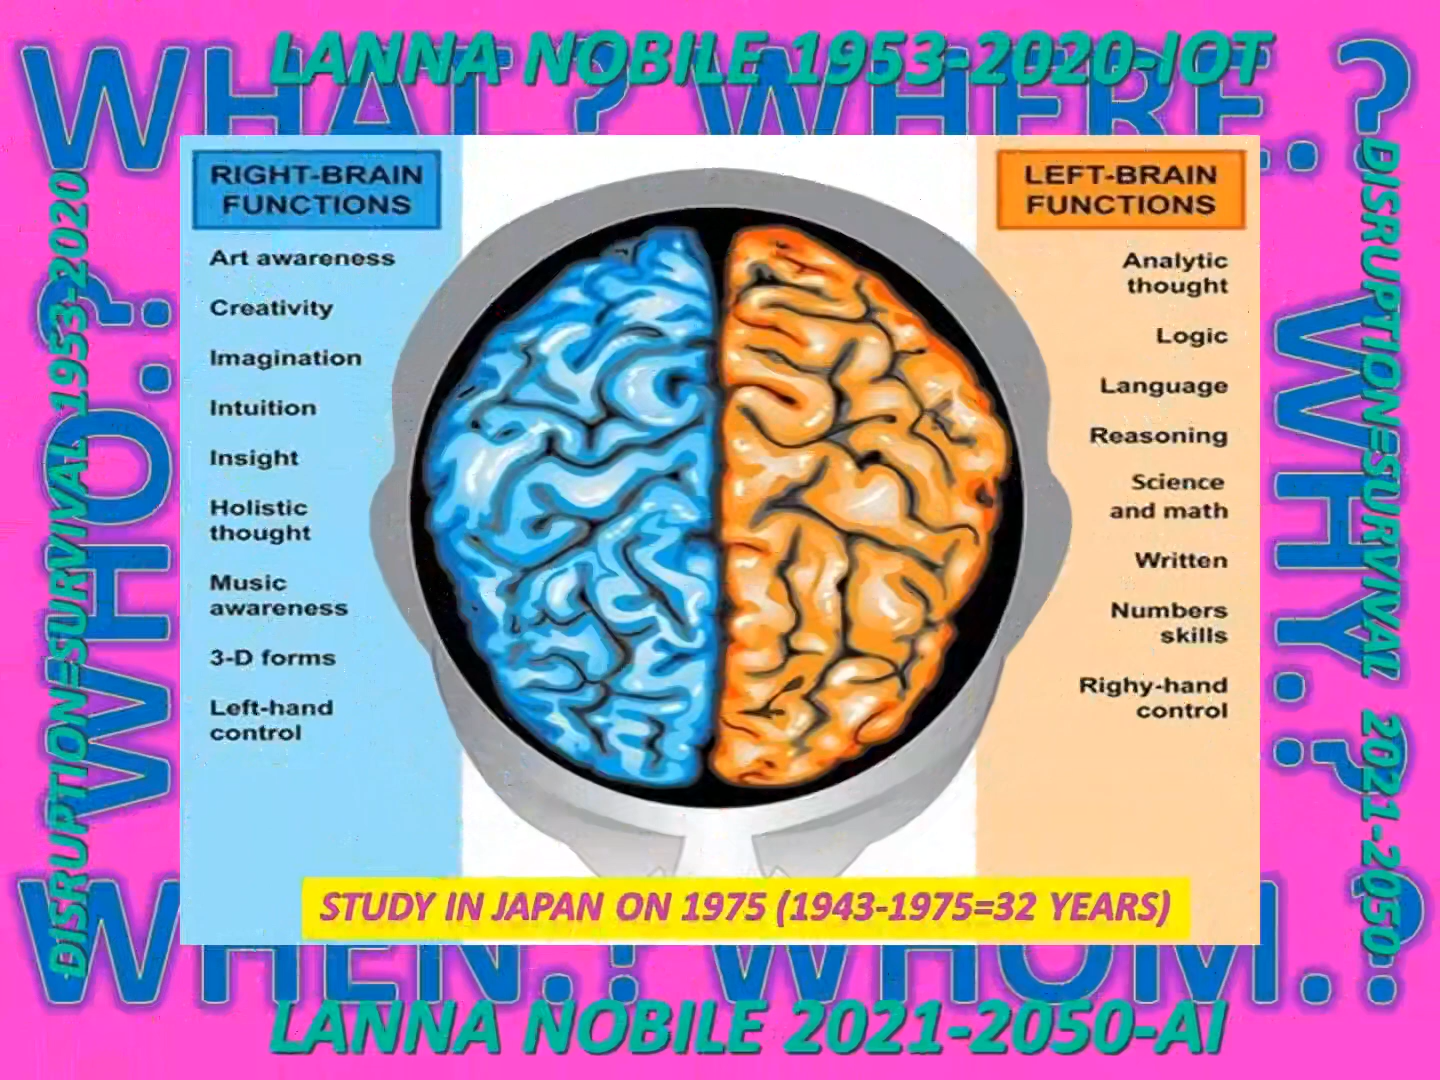 LANNA NOBILE 1953-2020-IOT
WHAT ? WHERE. ?
DISRUPTION=SURVIVAL 1953-2020
WHO.?
RIGHT-BRAIN
FUNCTIONS
Art awareness
Creativity
Imagination
Intuition
Insight
Holistic
thought
Music
awareness
3-D forms
Left-hand
control
LEFT-BRAIN
FUNCTIONS
Analytic
thought
Logic
Language
Reasoning
Science
and math
Written
Numbers
skills
Righy-hand
control
WHY.?
DISRUPTION=SURVIVAL 2021-2050
STUDY IN JAPAN ON 1975 (1943-1975=32 YEARS)
WHEN.? WHOM.?
LANNA NOBILE 2021-2050-AI